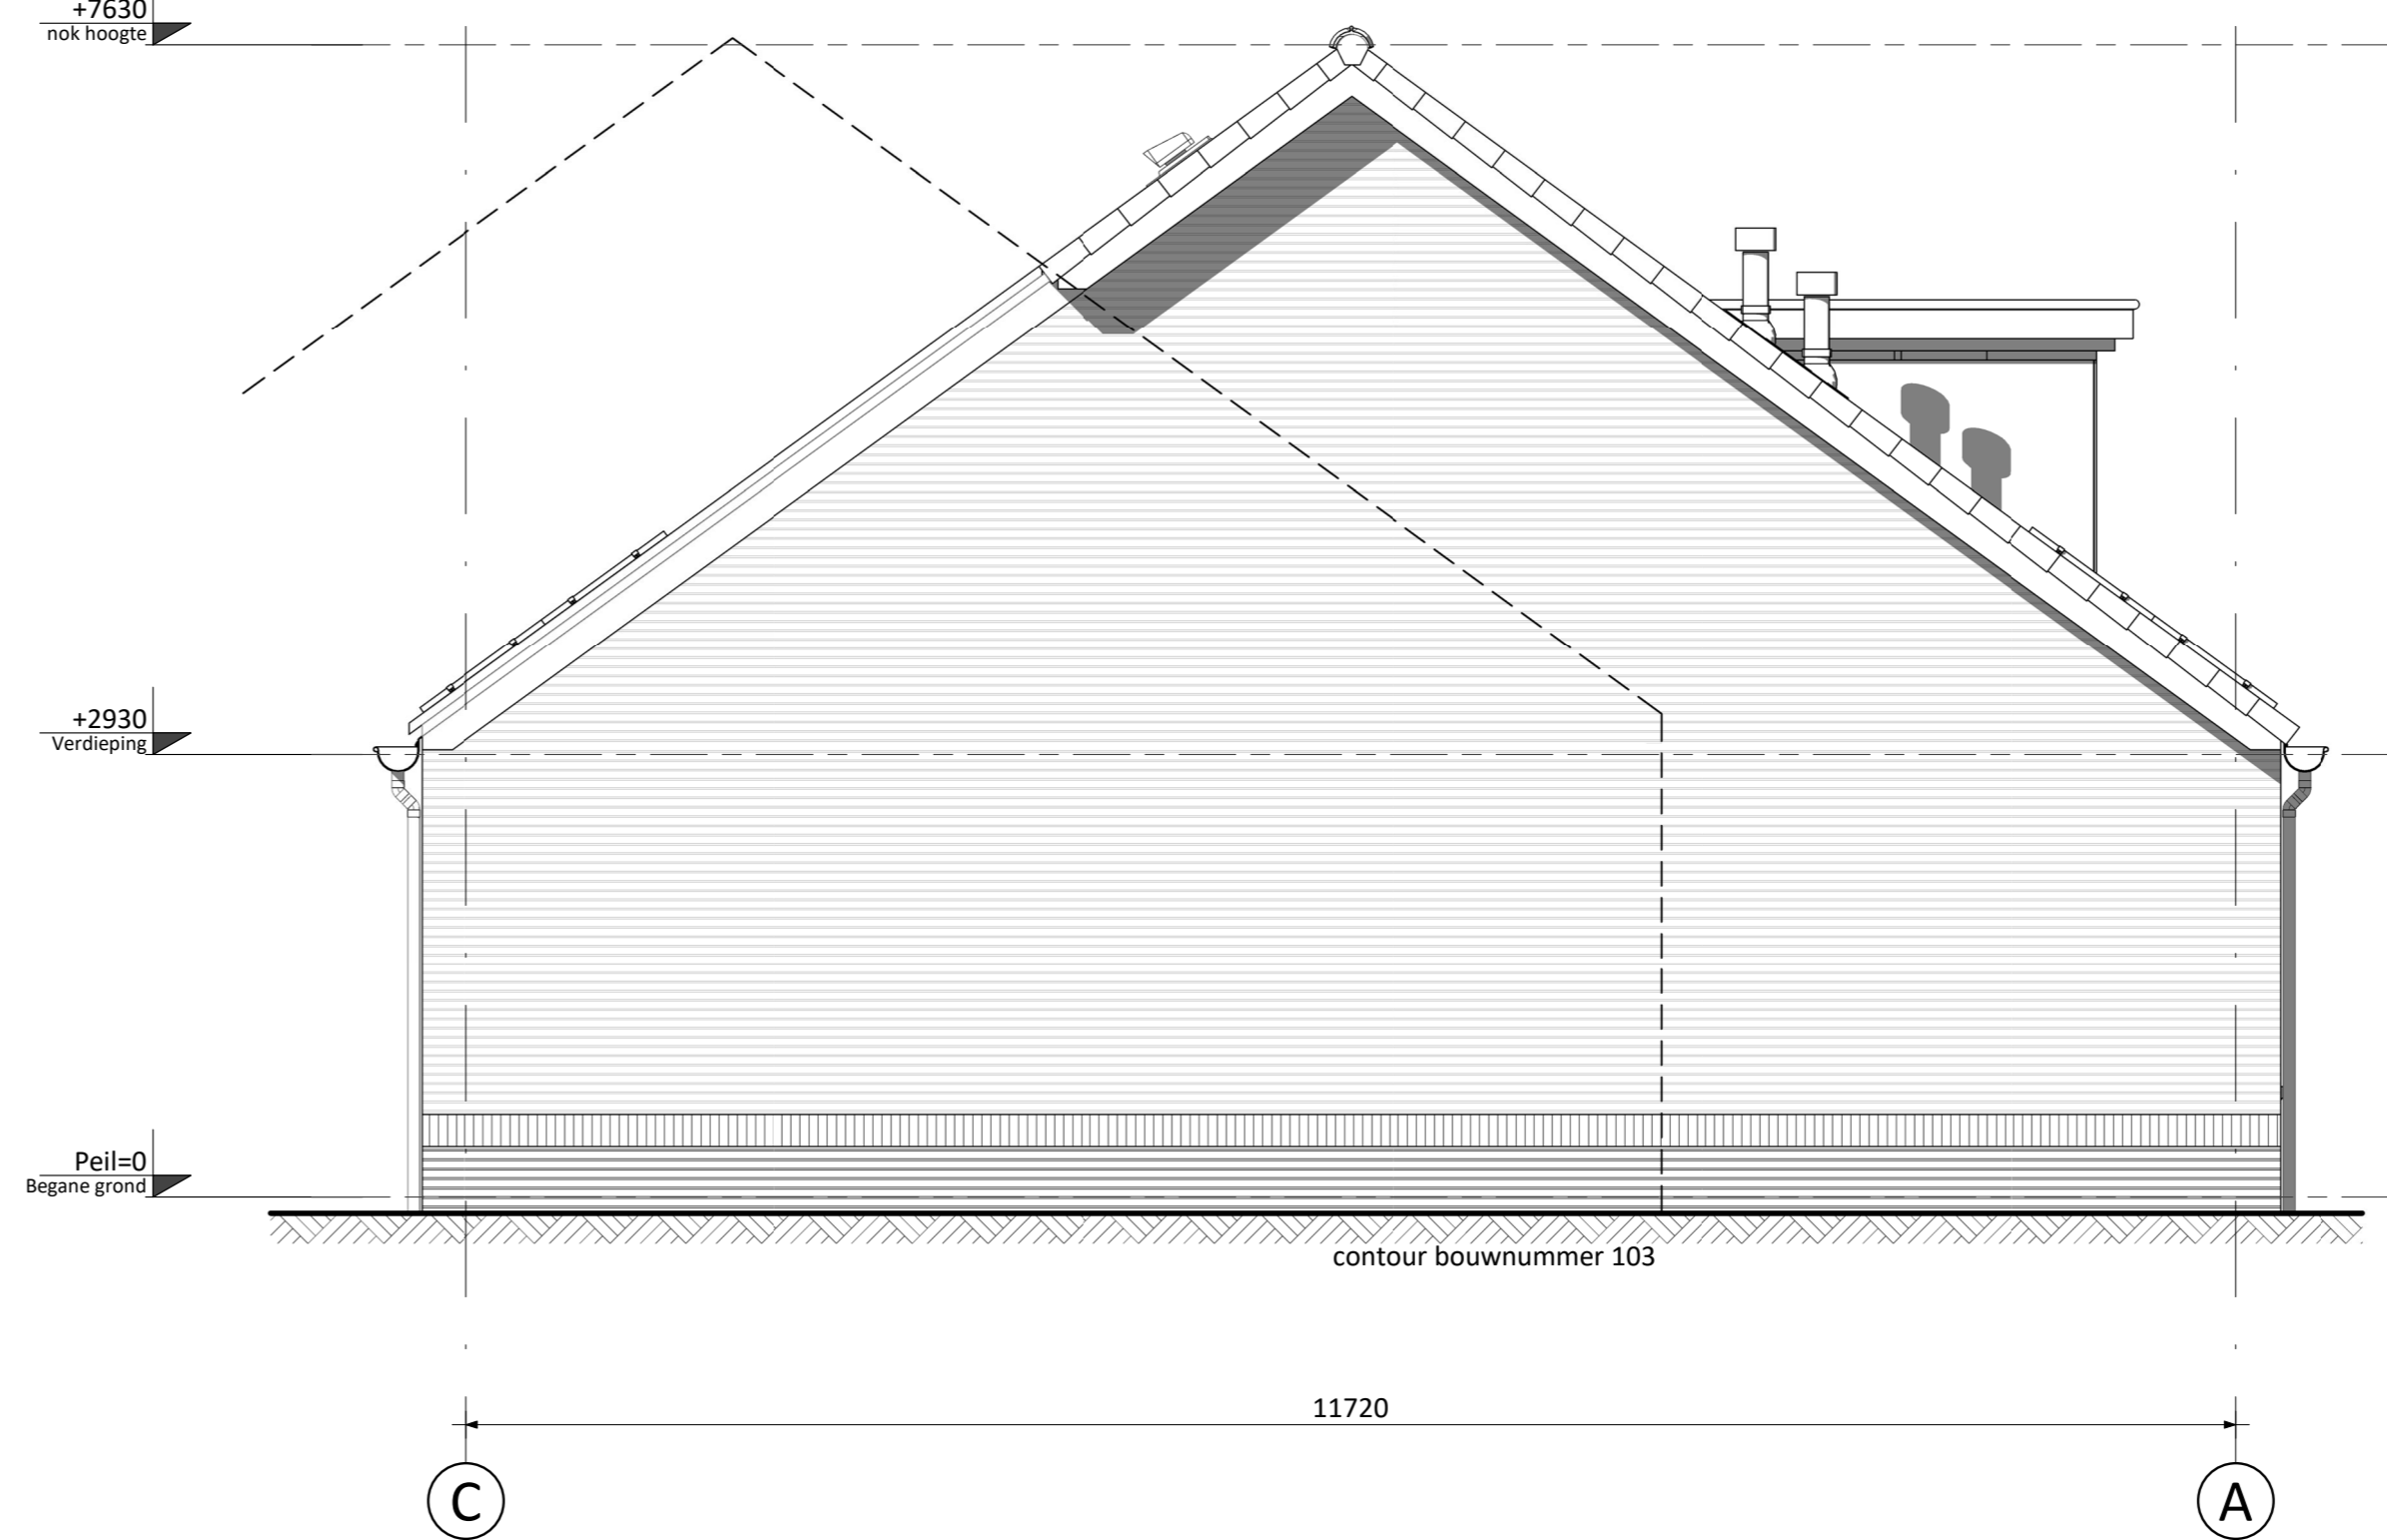 +7630
nok hoogte
+2930
Verdieping
Peil=0
Begane grond
contour bouwnummer 103
11720
C
A